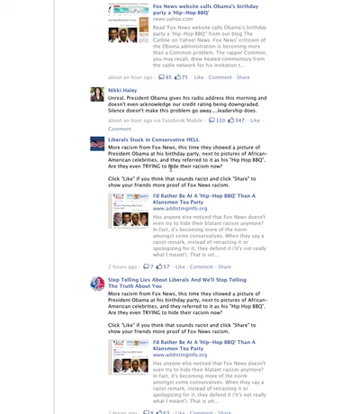 Fox News website calls Obama's birthday
party a 'Hip-Hop BBQ'
news.yahoo.com
Read 'Fox News website calls Obama's birthday
party a 'Hip-Hop BBQ'' from our blog The
Cutline on Yahoo! News. Fox News' criticism of
the Obama administration is becoming more
than a Common problem. The rapper Common,
you may recall, drew heated commentary from
the cable network for his invitation t...
about an hour ago · 85 75 · Like · Comment · Share
Nikki Haley
Unreal. President Obama gives his radio address this morning and
doesn't even acknowledge our credit rating being downgraded.
Silence doesn't make this problem go away....leadership does.
about an hour ago via Facebook Mobile · 110 347 · Like ·
Comment
Liberals Stuck In Conservative HELL
More racism from Fox News, this time they showed a picture of
President Obama at his birthday party, next to pictures of African-
American celebrities, and they referred to it as his "Hip Hop BBQ".
Are they even TRYING to hide their racism now?
Click "Like" if you think that sounds racist and click "Share" to
show your friends more proof of Fox News racism.
I'd Rather Be At A 'Hip-Hop BBQ' Than A
Klansmen Tea Party
www.addictinginfo.org
Has anyone else noticed that Fox News doesn't
even try to hide their blatant racism anymore?
In fact, it's becoming more of the norm
amongst some conservatives. When they say a
racist remark, instead of retracting it or
apologizing for it, they defend it ('it's not really
what I meant'). That is utt...
2 hours ago · 7 57 · Like · Comment · Share
Stop Telling Lies About Liberals And We'll Stop Telling
The Truth About You
More racism from Fox News, this time they showed a picture of
President Obama at his birthday party, next to pictures of African-
American celebrities, and they referred to it as his "Hip Hop BBQ".
Are they even TRYING to hide their racism now?
Click "Like" if you think that sounds racist and click "Share" to
show your friends more proof of Fox News racism.
I'd Rather Be At A 'Hip-Hop BBQ' Than A
Klansmen Tea Party
www.addictinginfo.org
Has anyone else noticed that Fox News doesn't
even try to hide their blatant racism anymore?
In fact, it's becoming more of the norm
amongst some conservatives. When they say a
racist remark, instead of retracting it or
apologizing for it, they defend it ('it's not really
what I meant'). That is utt...
2 hours ago · Like · Comment · Share